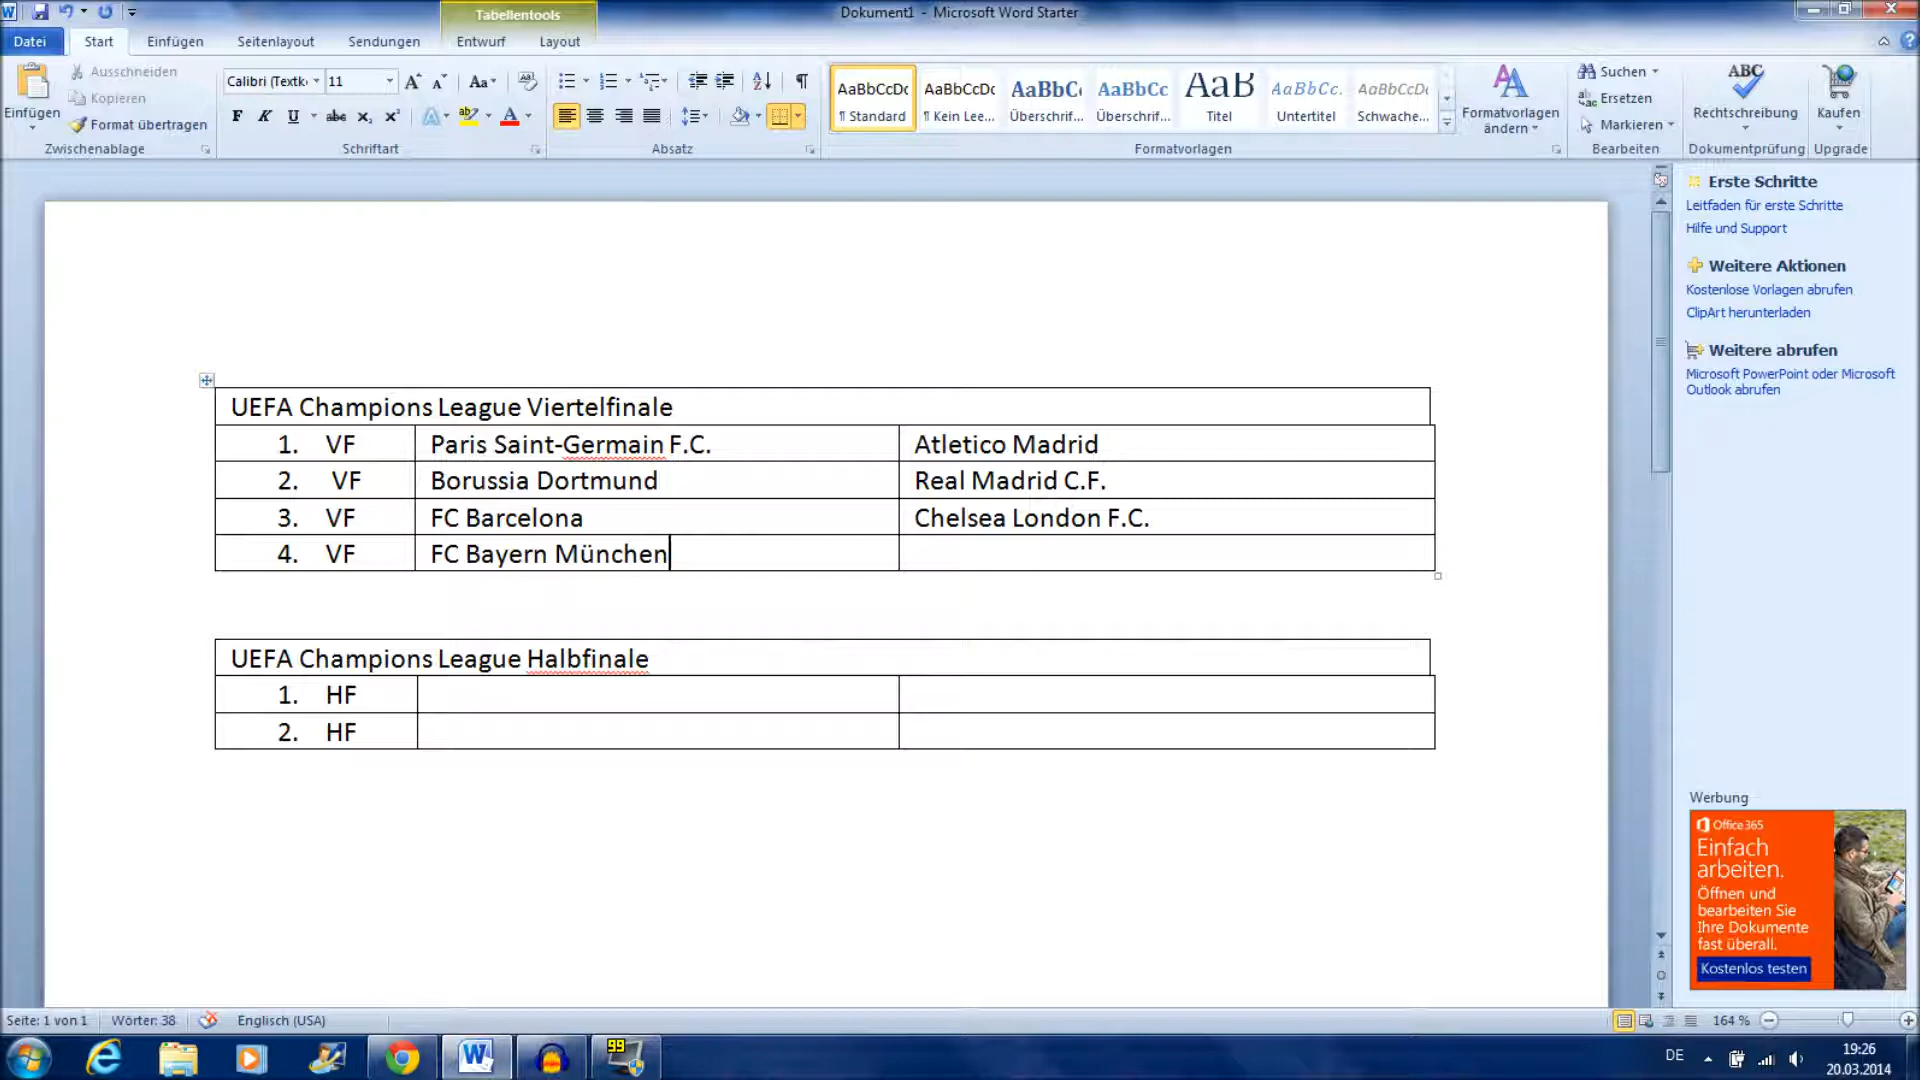 Tabellentools
Dokument1 - Microsoft Word Starter
Datei Start Einfügen Seitenlayout Sendungen Entwurf Layout
Einfügen
Ausschneiden
Kopieren
Format übertragen
Zwischenablage
Calibri (Textk 11
Schriftart
Absatz
AaBbCcDc AaBbCcDc AaBbC AaBbCc AaB AaBbCc. AaBbCcDc
¶ Standard ¶ Kein Lee... Überschrif... Überschrif... Titel Untertitel Schwache...
Formatvorlagen
Formatvorlagen
ändern
Suchen
Ersetzen
Markieren
Bearbeiten
ABC
Rechtschreibung
Dokumentprüfung
Kaufen
Upgrade
Erste Schritte
Leitfaden für erste Schritte
Hilfe und Support
Weitere Aktionen
Kostenlose Vorlagen abrufen
ClipArt herunterladen
Weitere abrufen
Microsoft PowerPoint oder Microsoft
Outlook abrufen
UEFA Champions League Viertelfinale
1. VF Paris Saint-Germain F.C. Atletico Madrid
2. VF Borussia Dortmund Real Madrid C.F.
3. VF FC Barcelona Chelsea London F.C.
4. VF FC Bayern München
UEFA Champions League Halbfinale
1. HF
2. HF
Werbung
Office 365
Einfach
arbeiten.
Öffnen und
bearbeiten Sie
Ihre Dokumente
fast überall.
Kostenlos testen
Seite: 1 von 1 Wörter: 38 Englisch (USA) 164 %
99
DE
19:26
20.03.2014